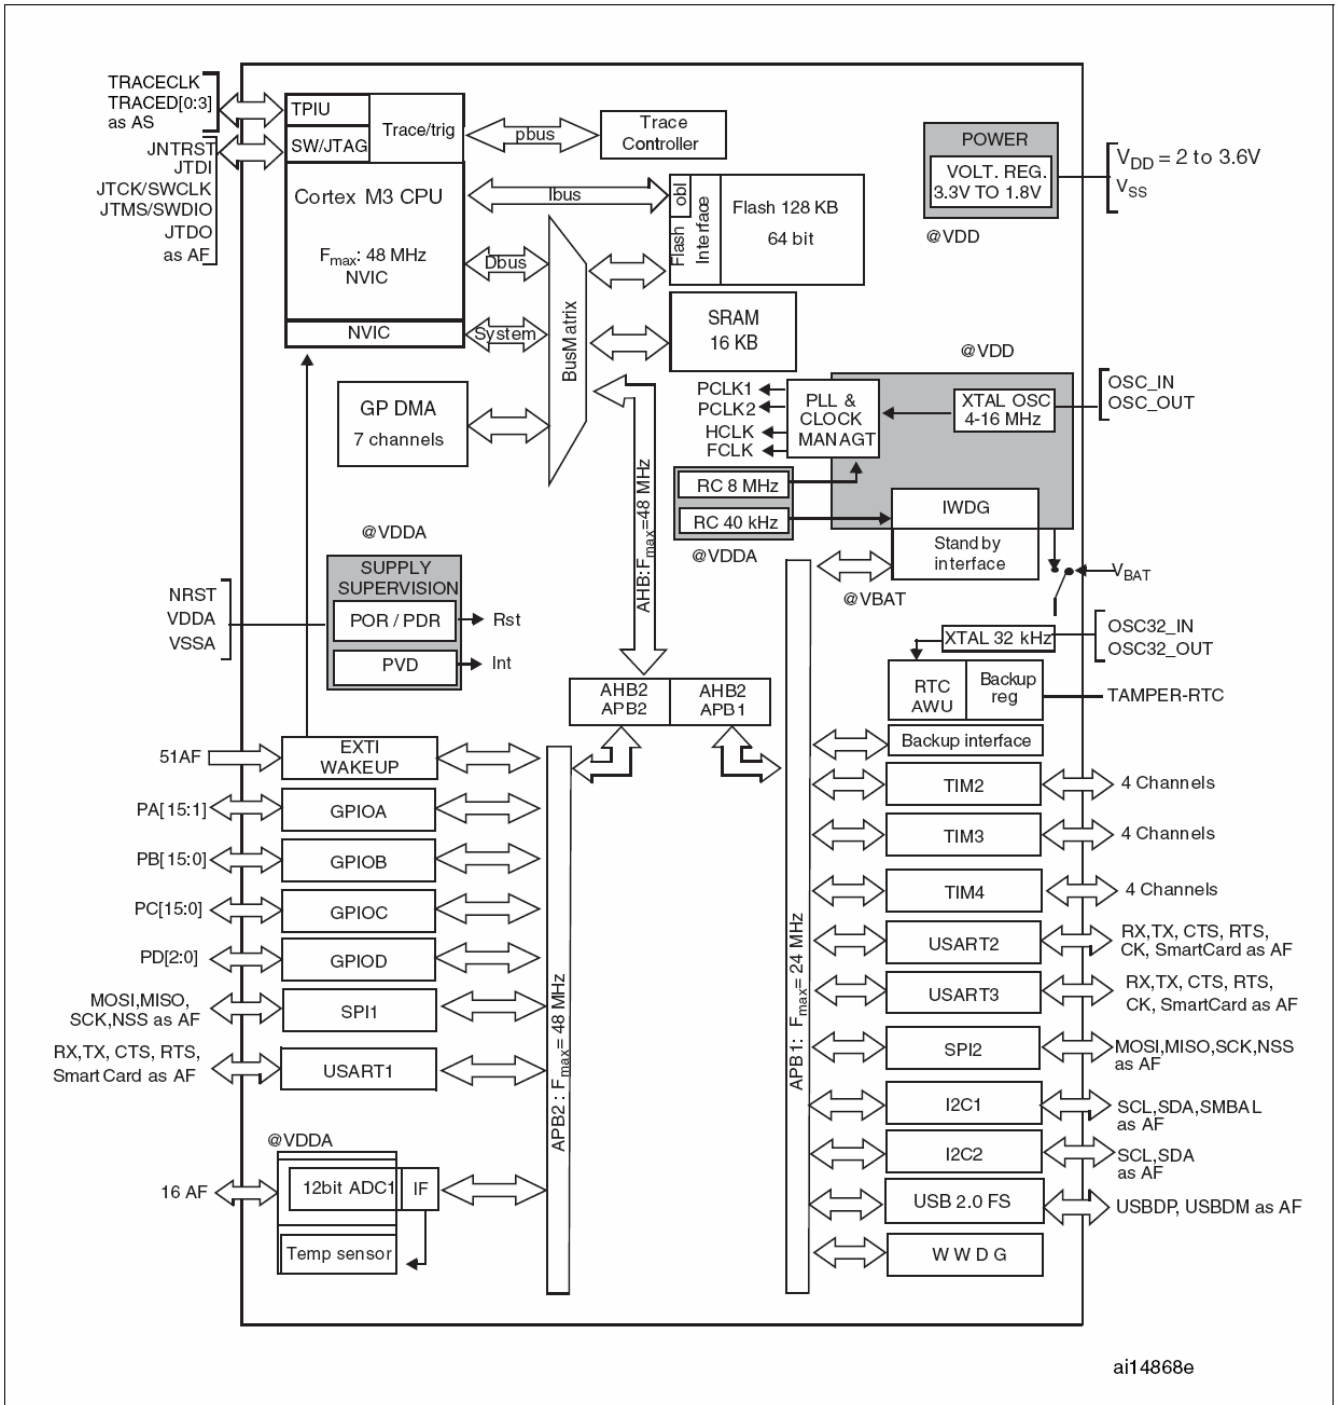 TRACECLK
TRACED[0:3]
as AS
JNTRST
JTDI
JTCK/SWCLK
JTMS/SWDIO
JTDO
as AF
TPIU
SW/JTAG
Trace/trig
pbus
Trace
Controller
Cortex M3 CPU
Fmax: 48 MHz
NVIC
NVIC
Ibus
Dbus
System
BusMatrix
Flash obl
Interface
Flash 128 KB
64 bit
SRAM
16 KB
POWER
VOLT. REG.
3.3V TO 1.8V
@VDD
VDD = 2 to 3.6V
VSS
GP DMA
7 channels
@VDD
PCLK1
PCLK2
HCLK
FCLK
PLL &
CLOCK
MANAGT
XTAL OSC
4-16 MHz
OSC_IN
OSC_OUT
RC 8 MHz
RC 40 kHz
@VDDA
IWDG
Stand by
interface
@VBAT
VBAT
AHB:Fmax=48 MHz
@VDDA
SUPPLY
SUPERVISION
POR / PDR
PVD
Rst
Int
NRST
VDDA
VSSA
XTAL 32 kHz
OSC32_IN
OSC32_OUT
RTC
AWU
Backup
reg
TAMPER-RTC
Backup interface
AHB2
APB2
AHB2
APB1
51AF
EXTI
WAKEUP
PA[15:1]
GPIOA
PB[15:0]
GPIOB
PC[15:0]
GPIOC
PD[2:0]
GPIOD
MOSI,MISO,
SCK,NSS as AF
SPI1
RX,TX, CTS, RTS,
SmartCard as AF
USART1
@VDDA
16 AF
12bit ADC1
IF
Temp sensor
APB2 : Fmax= 48 MHz
APB1: Fmax= 24 MHz
TIM2
4 Channels
TIM3
4 Channels
TIM4
4 Channels
USART2
RX,TX, CTS, RTS,
CK, SmartCard as AF
USART3
RX,TX, CTS, RTS,
CK, SmartCard as AF
SPI2
MOSI,MISO,SCK,NSS
as AF
I2C1
SCL,SDA,SMBAL
as AF
I2C2
SCL,SDA
as AF
USB 2.0 FS
USBDP, USBDM as AF
W W D G
ai14868e